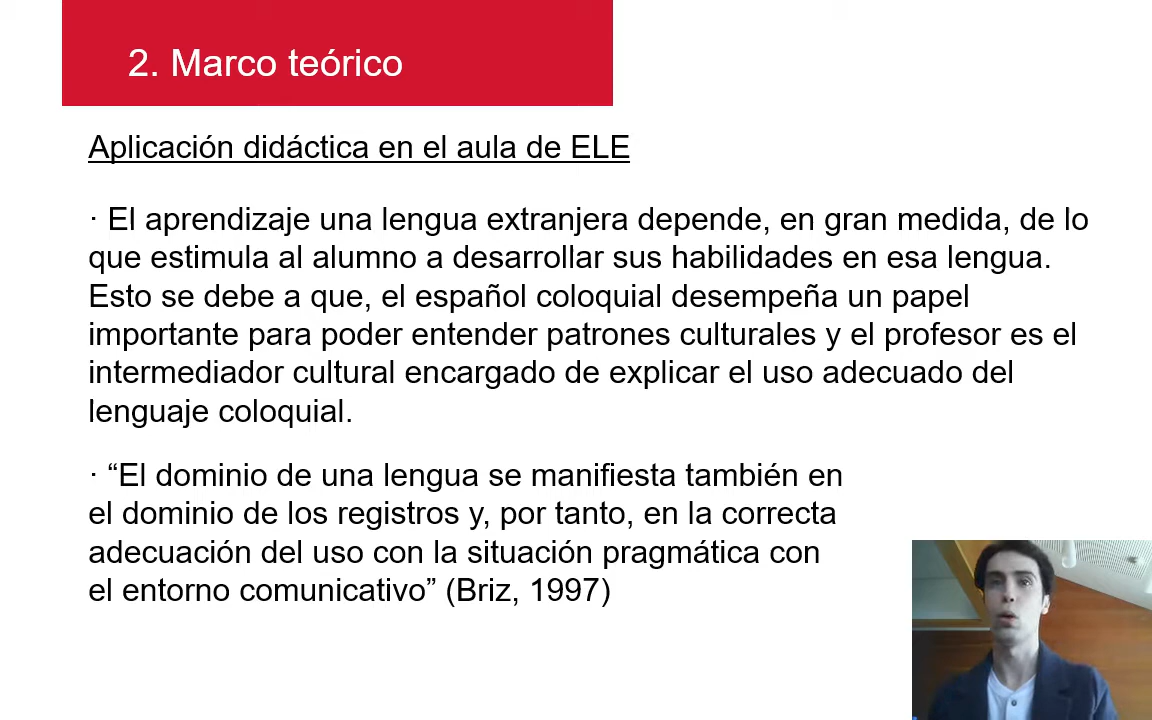 2. Marco teórico
Aplicación didáctica en el aula de ELE
· El aprendizaje una lengua extranjera depende, en gran medida, de lo
que estimula al alumno a desarrollar sus habilidades en esa lengua.
Esto se debe a que, el español coloquial desempeña un papel
importante para poder entender patrones culturales y el profesor es el
intermediador cultural encargado de explicar el uso adecuado del
lenguaje coloquial.
· “El dominio de una lengua se manifiesta también en
el dominio de los registros y, por tanto, en la correcta
adecuación del uso con la situación pragmática con
el entorno comunicativo” (Briz, 1997)